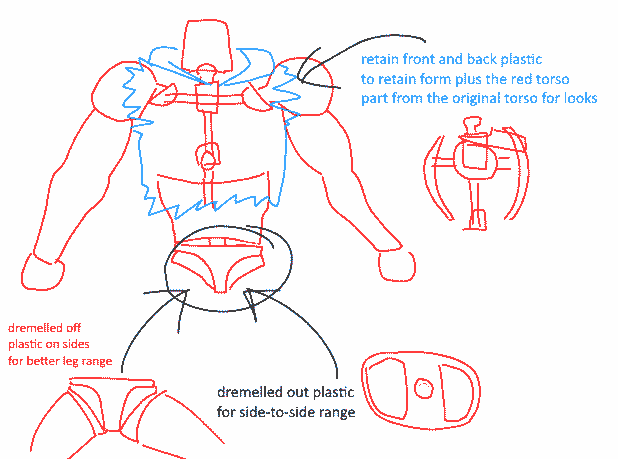 retain front and back plastic
to retain form plus the red torso
part from the original torso for looks
dremelled off
plastic on sides
for better leg range
dremelled out plastic
for side-to-side range